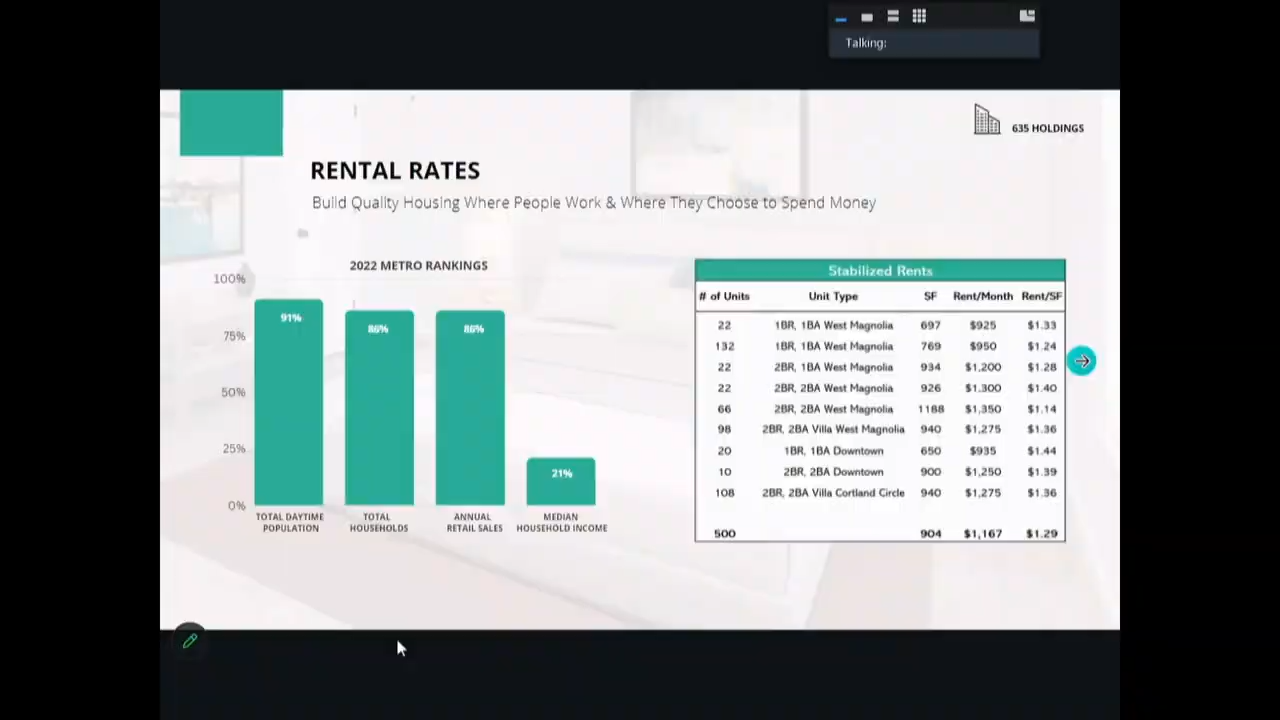 Talking:
635 HOLDINGS
RENTAL RATES
Build Quality Housing Where People Work & Where They Choose to Spend Money
2022 METRO RANKINGS
100%
75%
50%
25%
0%
91%
86%
86%
21%
TOTAL DAYTIME POPULATION
TOTAL HOUSEHOLDS
ANNUAL RETAIL SALES
MEDIAN HOUSEHOLD INCOME
Stabilized Rents
# of Units Unit Type SF Rent/Month Rent/SF
22 1BR, 1BA West Magnolia 697 $925 $1.33
132 1BR, 1BA West Magnolia 769 $950 $1.24
22 2BR, 1BA West Magnolia 934 $1,200 $1.28
22 2BR, 2BA West Magnolia 926 $1.300 $1.40
66 2BR, 2BA West Magnolia 1188 $1,350 $1.14
98 2BR, 2BA Villa West Magnolia 940 $1,275 $1.36
20 1BR, 1BA Downtown 650 $935 $1.44
10 2BR, 2BA Downtown 900 $1,250 $1.39
108 2BR, 2BA Villa Cortland Circle 940 $1,275 $1.36
500 904 $1,167 $1.29